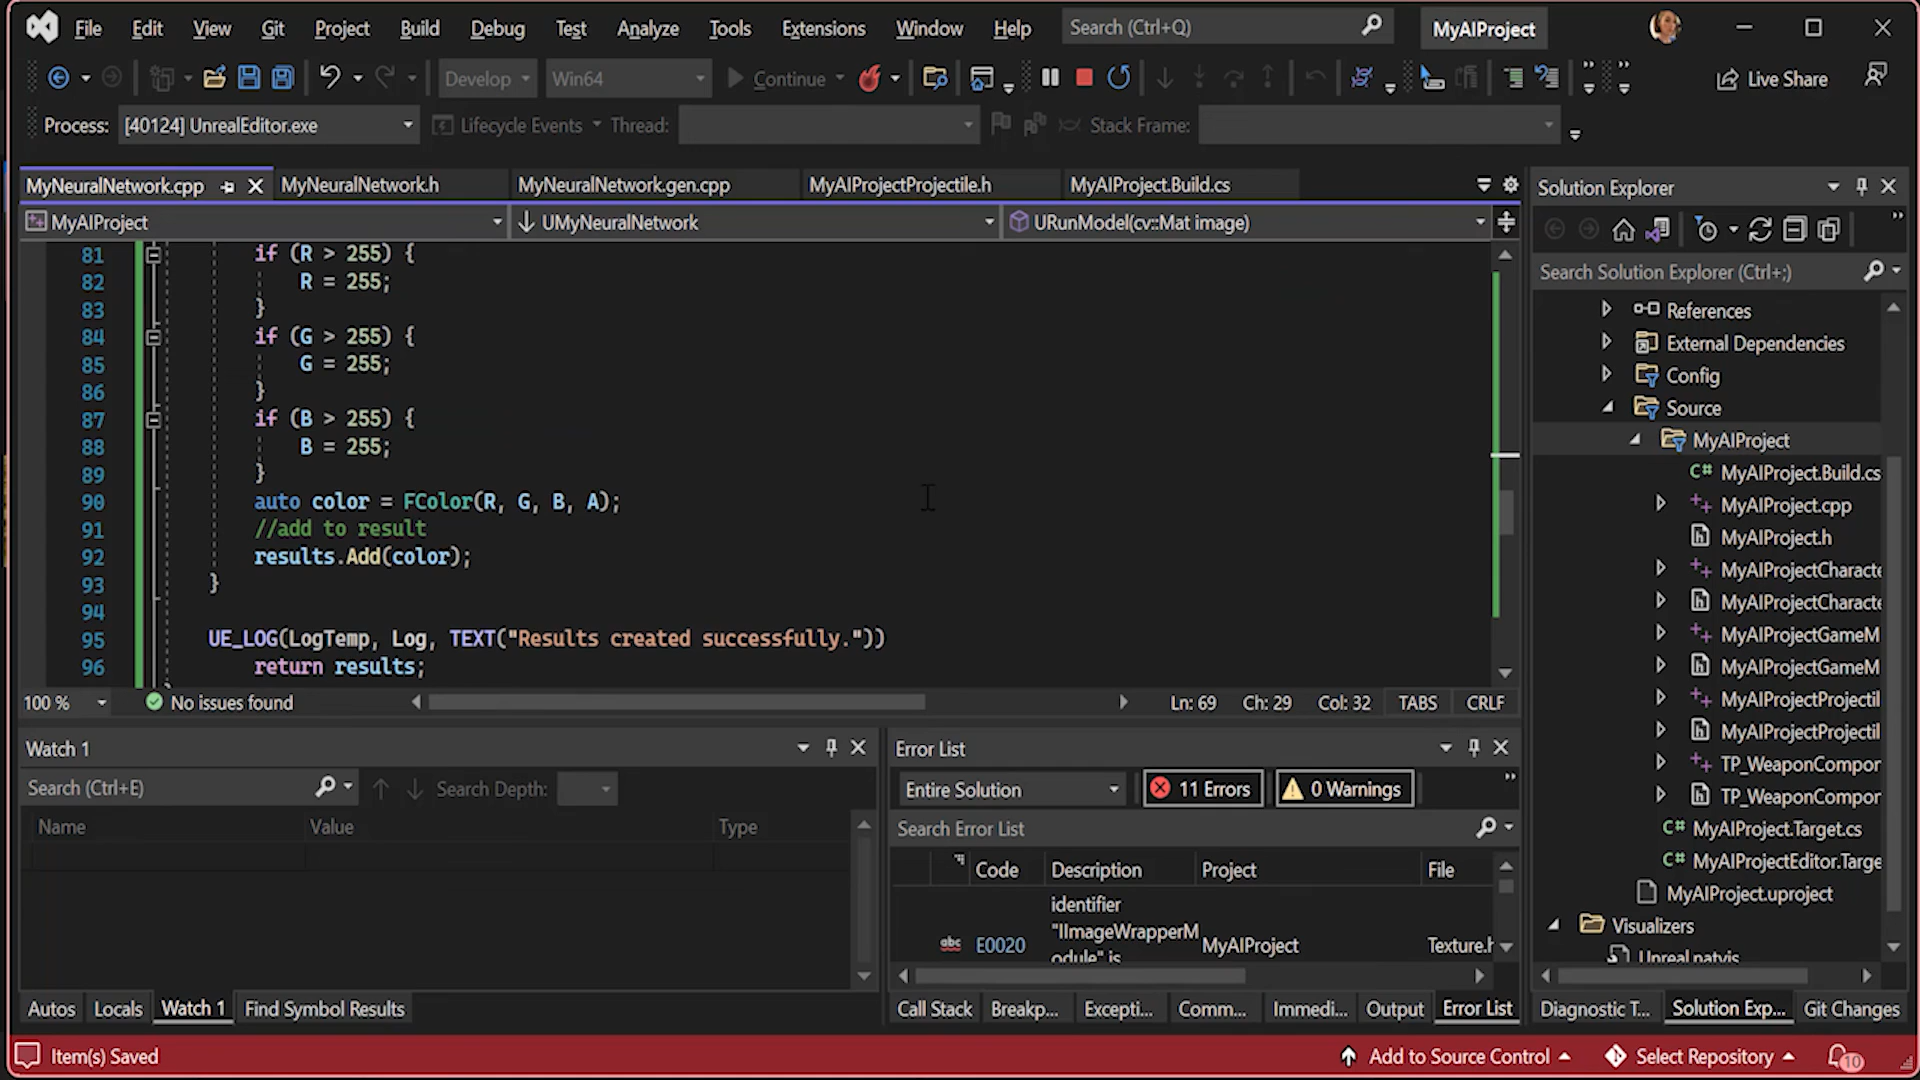 File Edit View Git Project Build Debug Test Analyze Tools Extensions Window Help Search (Ctrl+Q) MyAIProject
Develop Win64 Continue Live Share
Process: [40124] UnrealEditor.exe Lifecycle Events Thread: Stack Frame:
MyNeuralNetwork.cpp MyNeuralNetwork.h MyNeuralNetwork.gen.cpp MyAIProjectProjectile.h MyAIProject.Build.cs
MyAIProject UMyNeuralNetwork URunModel(cv::Mat image)
81 if (R > 255) {
82 R = 255;
83 }
84 if (G > 255) {
85 G = 255;
86 }
87 if (B > 255) {
88 B = 255;
89 }
90 auto color = FColor(R, G, B, A);
91 //add to result
92 results.Add(color);
93 }
94
95 UE_LOG(LogTemp, Log, TEXT("Results created successfully."))
96 return results;
100 % No issues found Ln: 69 Ch: 29 Col: 32 TABS CRLF
Watch 1
Search (Ctrl+E) Search Depth:
Name Value Type
Autos Locals Watch 1 Find Symbol Results
Error List
Entire Solution 11 Errors 0 Warnings
Search Error List
Code Description Project File
identifier
"IImageWrapperM
odule" is
E0020 MyAIProject Texture.h
Call Stack Breakp... Excepti... Comm... Immedi... Output Error List
Solution Explorer
Search Solution Explorer (Ctrl+;)
References
External Dependencies
Config
Source
MyAIProject
C# MyAIProject.Build.cs
MyAIProject.cpp
MyAIProject.h
MyAIProjectCharacte
MyAIProjectCharacte
MyAIProjectGameM
MyAIProjectGameM
MyAIProjectProjectil
MyAIProjectProjectil
TP_WeaponCompor
TP_WeaponCompor
C# MyAIProject.Target.cs
C# MyAIProjectEditor.Targe
MyAIProject.uproject
Visualizers
Unreal.natvis
Diagnostic T... Solution Exp... Git Changes
Item(s) Saved Add to Source Control Select Repository 10